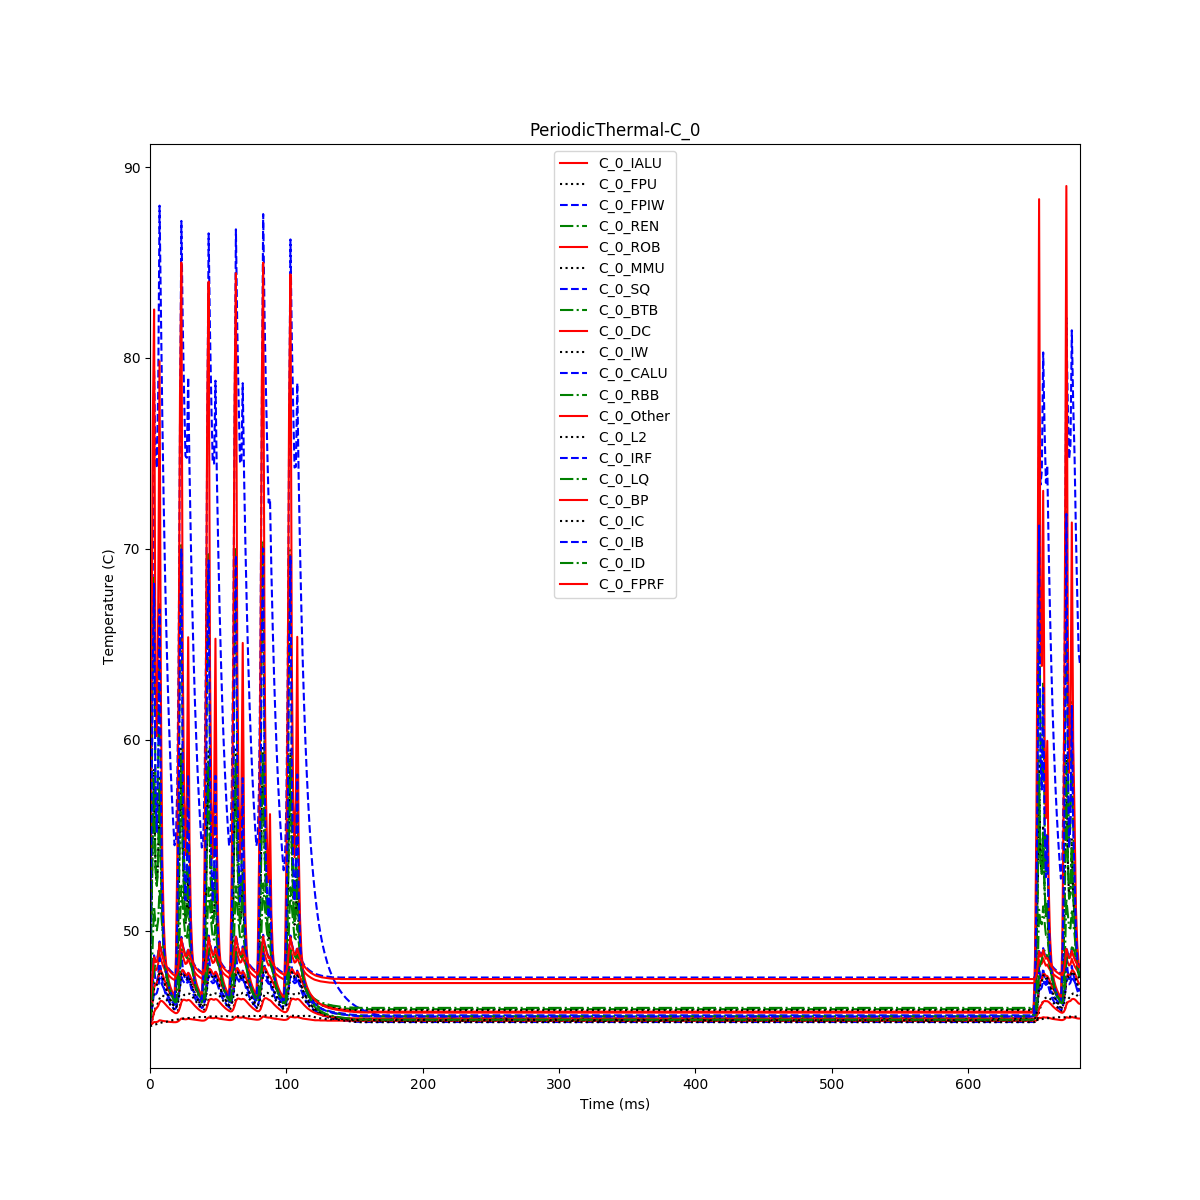 PeriodicThermal-C_0
C_0_IALU
C_0_FPU
C_0_FPIW
C_0_REN
C_0_ROB
C_0_MMU
C_0_SQ
C_0_BTB
C_0_DC
C_0_IW
C_0_CALU
C_0_RBB
C_0_Other
C_0_L2
C_0_IRF
C_0_LQ
C_0_BP
C_0_IC
C_0_IB
C_0_ID
C_0_FPRF
90
80
70
60
50
Temperature (C)
0 100 200 300 400 500 600
Time (ms)